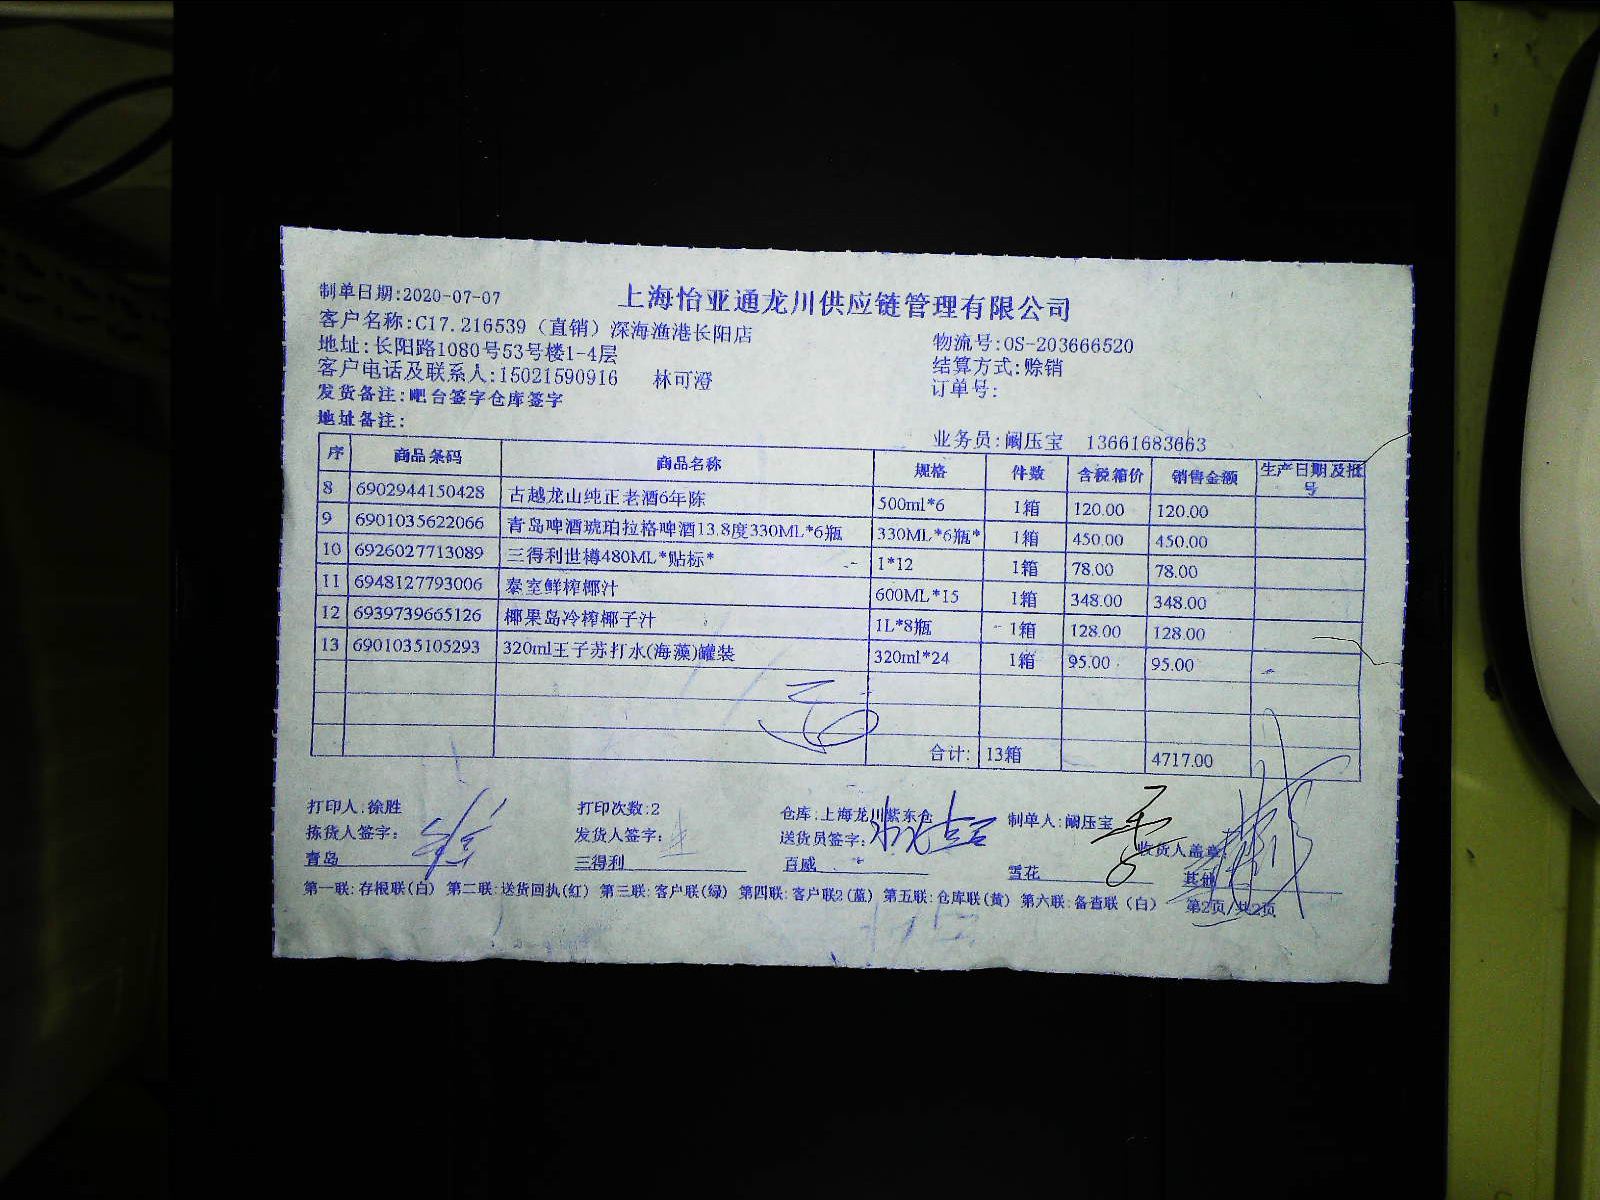 制单日期:2020-07-07 上海怡亚通龙川供应链管理有限公司
客户名称:C17.216539（直销）深海渔港长阳店
物流号:OS-203666520
地址:长阳路1080号53号楼1-4层
结算方式:赊销
客户电话及联系人:15021590916 林可澄
订单号:
发货备注:吧台签字仓库签字
地址备注:
业务员:阚压宝 13661683663
序 商品条码 商品名称 规格 件数 含税箱价 销售金额 生产日期及批号
8 6902944150428 古越龙山纯正老酒6年陈 500ml*6 1箱 120.00 120.00
9 6901035622066 青岛啤酒琥珀拉格啤酒13.8度330ML*6瓶 330ML*6瓶* 1箱 450.00 450.00
10 6926027713089 三得利世樽480ML*贴标* 1*12 1箱 78.00 78.00
11 6948127793006 泰室鲜榨椰汁 600ML*15 1箱 348.00 348.00
12 6939739665126 椰果岛冷榨椰子汁 1L*8瓶 1箱 128.00 128.00
13 6901035105293 320ml王子苏打水(海藻)罐装 320ml*24 1箱 95.00 95.00
合计: 13箱 4717.00
打印人:徐胜 打印次数:2 仓库:上海龙川紫东仓 制单人:阚压宝
拣货人签字: 发货人签字: 送货员签字: 收货人盖章:
青岛 三得利 百威 雪花 其他
第一联:存根联(白) 第二联:送货回执(红) 第三联:客户联(绿) 第四联:客户联2(蓝) 第五联:仓库联(黄) 第六联:备查联(白) 第2页/共2页